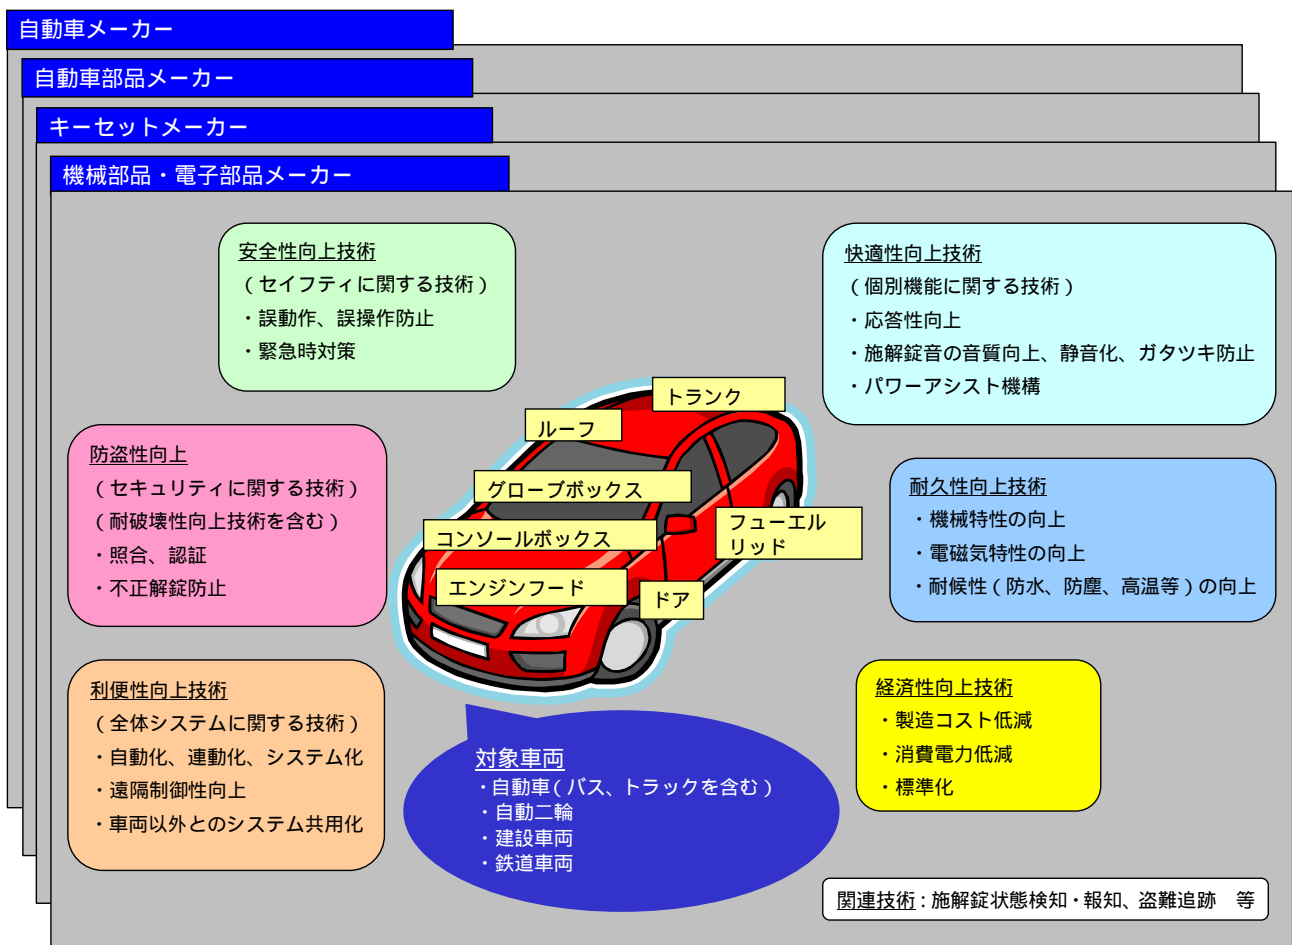 自動車メーカー
自動車部品メーカー
キーセットメーカー
機械部品・電子部品メーカー
安全性向上技術
(セイフティに関する技術)
・誤動作、誤操作防止
・緊急時対策
快適性向上技術
(個別機能に関する技術)
・応答性向上
・施解錠音の音質向上、静音化、ガタツキ防止
・パワーアシスト機構
トランク
ルーフ
グローブボックス
コンソールボックス
エンジンフード
ドア
フューエル
リッド
防盗性向上
(セキュリティに関する技術)
(耐破壊性向上技術を含む)
・照合、認証
・不正解錠防止
耐久性向上技術
・機械特性の向上
・電磁気特性の向上
・耐候性(防水、防塵、高温等)の向上
利便性向上技術
(全体システムに関する技術)
・自動化、連動化、システム化
・遠隔制御性向上
・車両以外とのシステム共用化
対象車両
・自動車(バス、トラックを含む)
・自動二輪
・建設車両
・鉄道車両
経済性向上技術
・製造コスト低減
・消費電力低減
・標準化
関連技術:施解錠状態検知・報知、盗難追跡 等